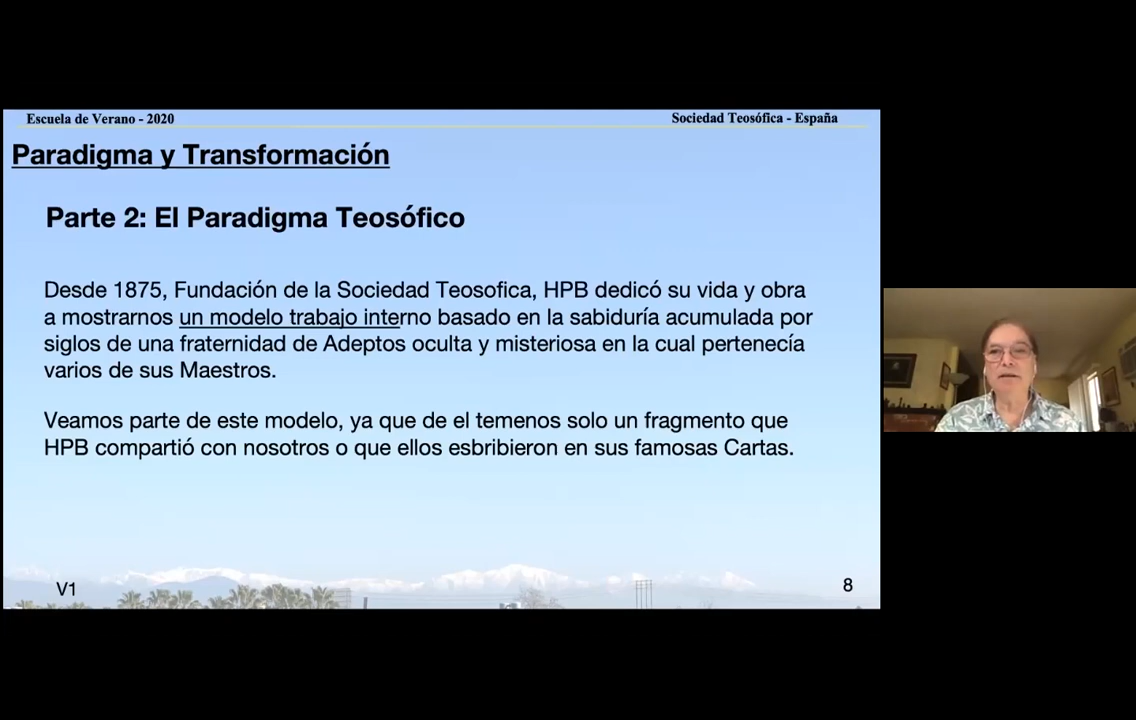 Escuela de Verano - 2020
Sociedad Teosófica - España
Paradigma y Transformación
Parte 2: El Paradigma Teosófico
Desde 1875, Fundación de la Sociedad Teosofica, HPB dedicó su vida y obra
a mostrarnos un modelo trabajo interno basado en la sabiduría acumulada por
siglos de una fraternidad de Adeptos oculta y misteriosa en la cual pertenecía
varios de sus Maestros.
Veamos parte de este modelo, ya que de el temenos solo un fragmento que
HPB compartió con nosotros o que ellos esbribieron en sus famosas Cartas.
V1
8